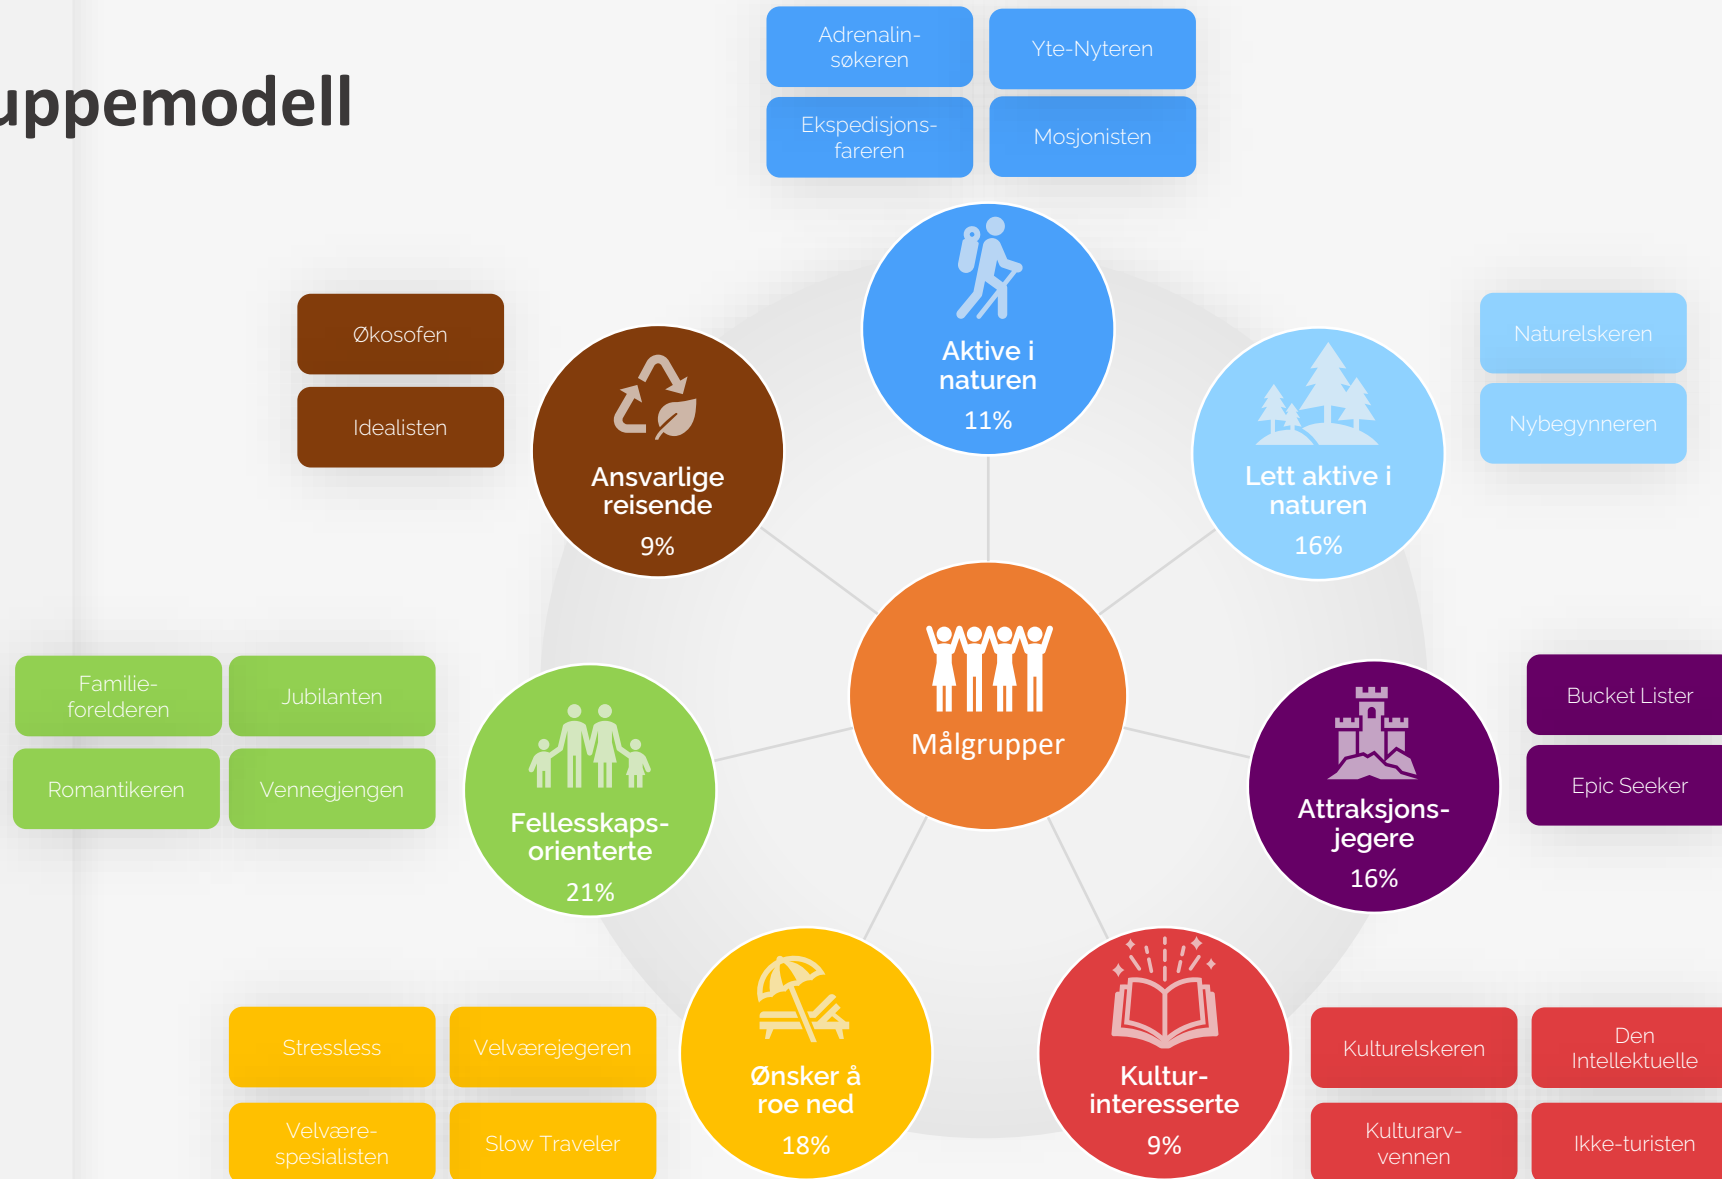 uppemodell
Adrenalin-
søkeren
Yte-Nyteren
Ekspedisjons-
fareren
Mosjonisten
Aktive i
naturen
11%
Økosofen
Idealisten
Ansvarlige
reisende
9%
Lett aktive i
naturen
16%
Naturelskeren
Nybegynneren
Målgrupper
Familie-
forelderen
Jubilanten
Romantikeren
Vennegjengen
Fellesskaps-
orienterte
21%
Attraksjons-
jegere
16%
Bucket Lister
Epic Seeker
Stressless
Velværejegeren
Velvære-
spesialisten
Slow Traveler
Ønsker å
roe ned
18%
Kultur-
interesserte
9%
Kulturelskeren
Den
Intellektuelle
Kulturarv-
vennen
Ikke-turisten